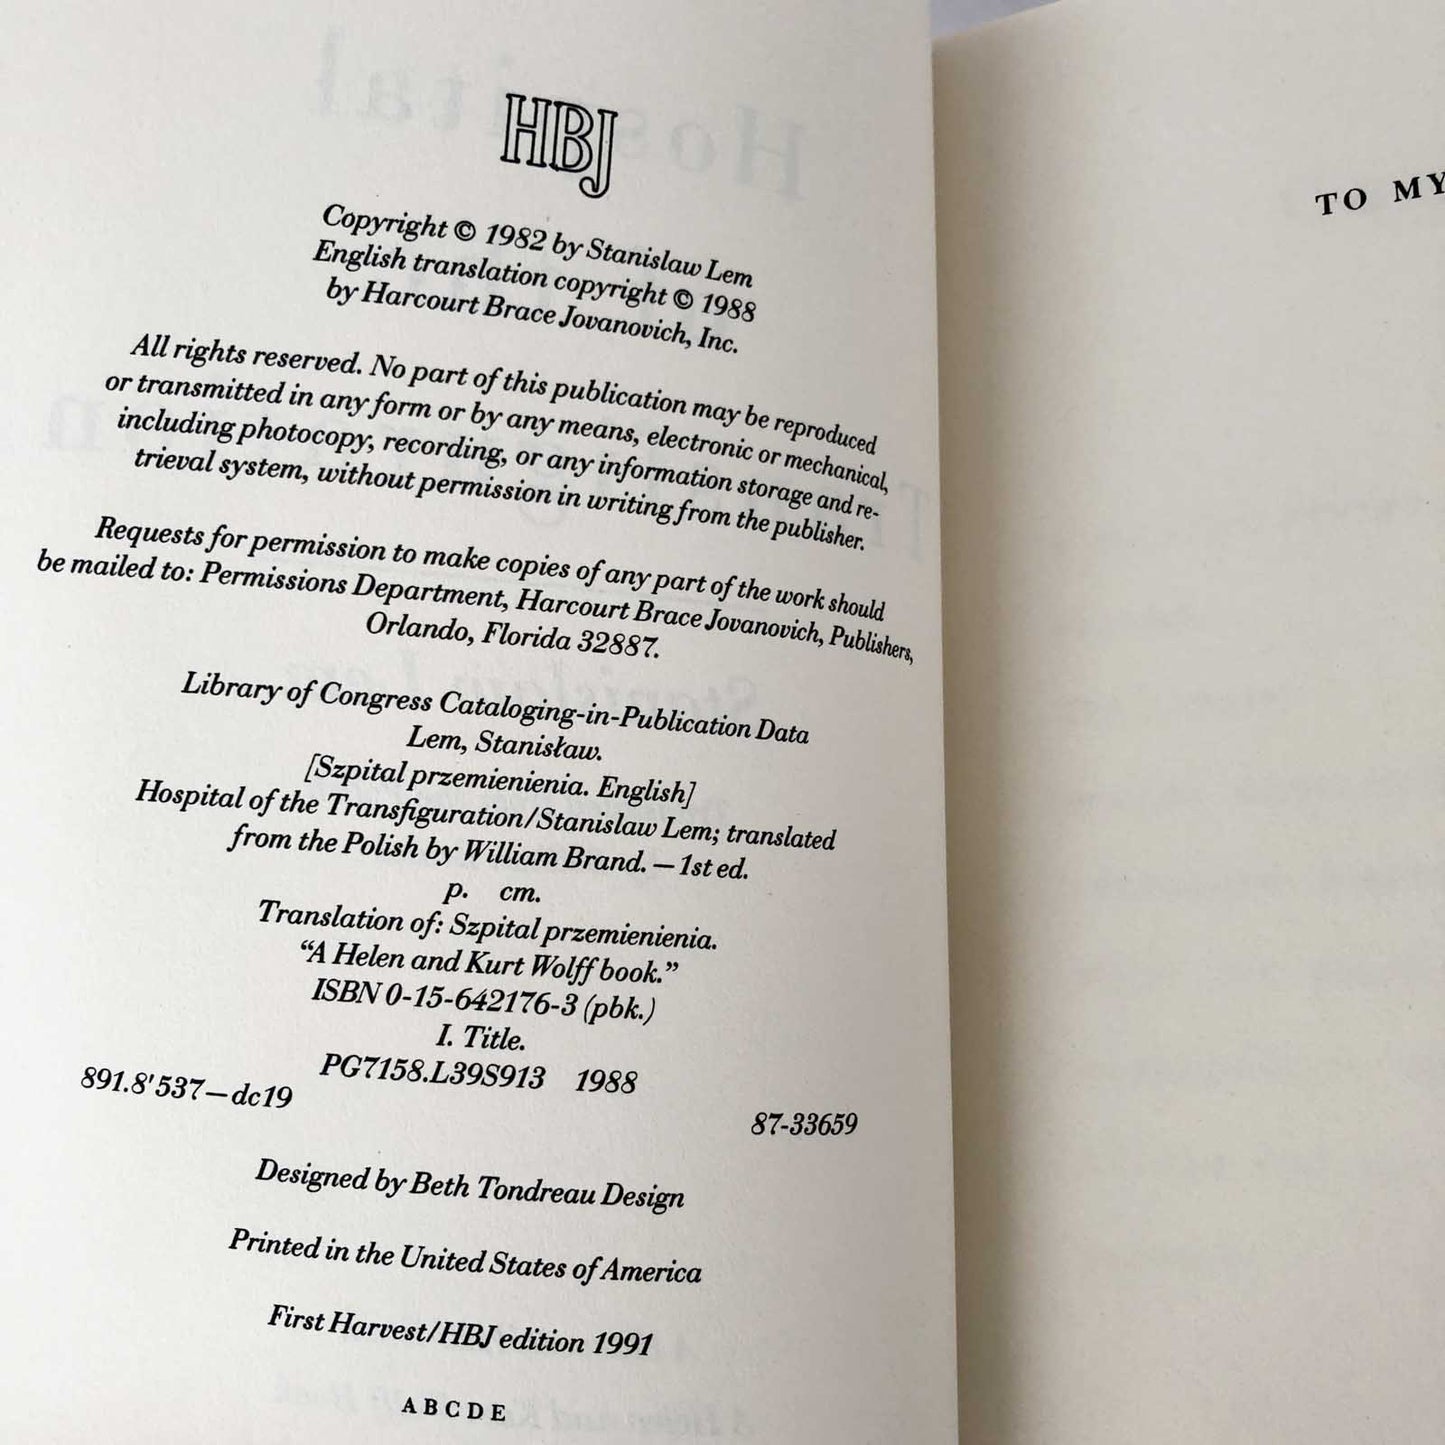 HBJ
Copyright © 1982 by Stanislaw Lem
English translation copyright © 1988
by Harcourt Brace Jovanovich, Inc.
All rights reserved. No part of this publication may be reproduced
or transmitted in any form or by any means, electronic or mechanical,
including photocopy, recording, or any information storage and re-
trieval system, without permission in writing from the publisher.
Requests for permission to make copies of any part of the work should
be mailed to: Permissions Department, Harcourt Brace Jovanovich, Publishers,
Orlando, Florida 32887.
Library of Congress Cataloging-in-Publication Data
Lem, Stanisław.
[Szpital przemienienia. English]
Hospital of the Transfiguration/Stanislaw Lem; translated
from the Polish by William Brand. — 1st ed.
p. cm.
Translation of: Szpital przemienienia.
“A Helen and Kurt Wolff book.”
ISBN 0-15-642176-3 (pbk.)
I. Title.
PG7158.L39S913 1988
891.8'537—dc19
87-33659
Designed by Beth Tondreau Design
Printed in the United States of America
First Harvest/HBJ edition 1991
A B C D E
TO MY